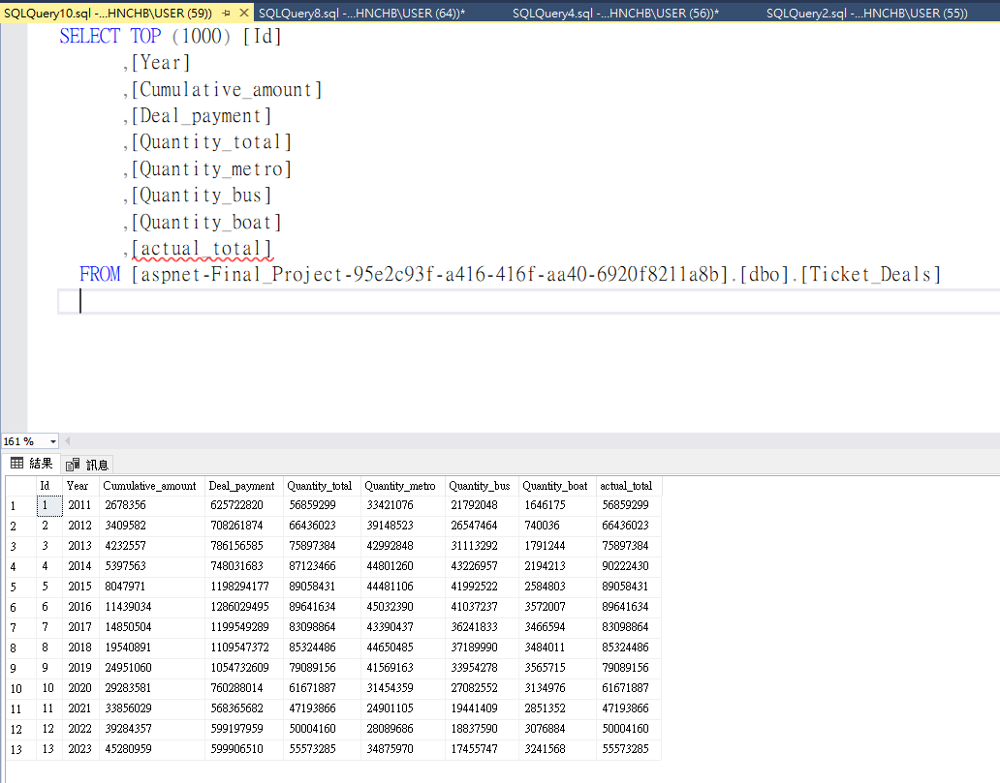 SQLQuery10.sql -...HNCHB\USER (59)) SQLQuery8.sql -...HNCHB\USER (64))* SQLQuery4.sql -...HNCHB\USER (56))* SQLQuery2.sql -...HNCHB\USER (55))
SELECT TOP (1000) [Id]
,[Year]
,[Cumulative_amount]
,[Deal_payment]
,[Quantity_total]
,[Quantity_metro]
,[Quantity_bus]
,[Quantity_boat]
,[actual_total]
FROM [aspnet-Final_Project-95e2c93f-a416-416f-aa40-6920f8211a8b].[dbo].[Ticket_Deals]
161 %
結果 訊息
Id Year Cumulative_amount Deal_payment Quantity_total Quantity_metro Quantity_bus Quantity_boat actual_total
1 1 2011 2678356 625722820 56859299 33421076 21792048 1646175 56859299
2 2 2012 3409582 708261874 66436023 39148523 26547464 740036 66436023
3 3 2013 4232557 786156585 75897384 42992848 31113292 1791244 75897384
4 4 2014 5397563 748031683 87123466 44801260 43226957 2194213 90222430
5 5 2015 8047971 1198294177 89058431 44481106 41992522 2584803 89058431
6 6 2016 11439034 1286029495 89641634 45032390 41037237 3572007 89641634
7 7 2017 14850504 1199549289 83098864 43390437 36241833 3466594 83098864
8 8 2018 19540891 1109547372 85324486 44650485 37189990 3484011 85324486
9 9 2019 24951060 1054732609 79089156 41569163 33954278 3565715 79089156
10 10 2020 29283581 760288014 61671887 31454359 27082552 3134976 61671887
11 11 2021 33856029 568365682 47193866 24901105 19441409 2851352 47193866
12 12 2022 39284357 599197959 50004160 28089686 18837590 3076884 50004160
13 13 2023 45280959 599906510 55573285 34875970 17455747 3241568 55573285